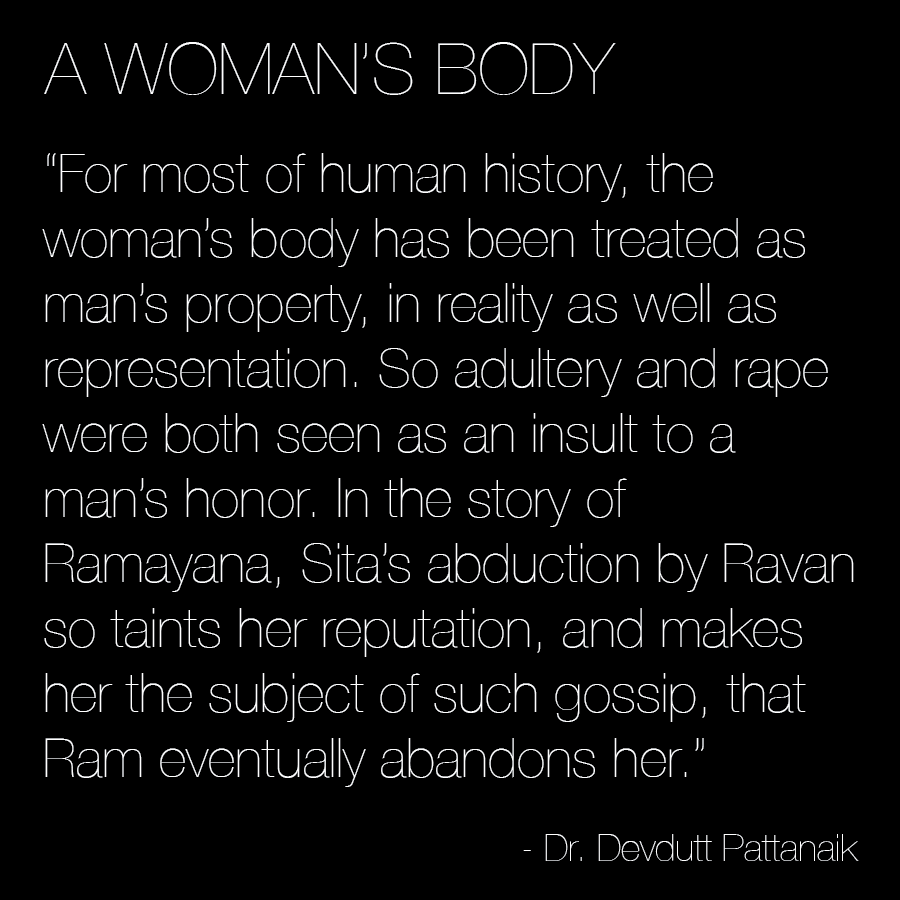 A WOMAN'S BODY
“For most of human history, the
woman's body has been treated as
man's property, in reality as well as
representation. So adultery and rape
were both seen as an insult to a
man's honor. In the story of
Ramayana, Sita's abduction by Ravan
so taints her reputation, and makes
her the subject of such gossip, that
Ram eventually abandons her.”
- Dr. Devdutt Pattanaik